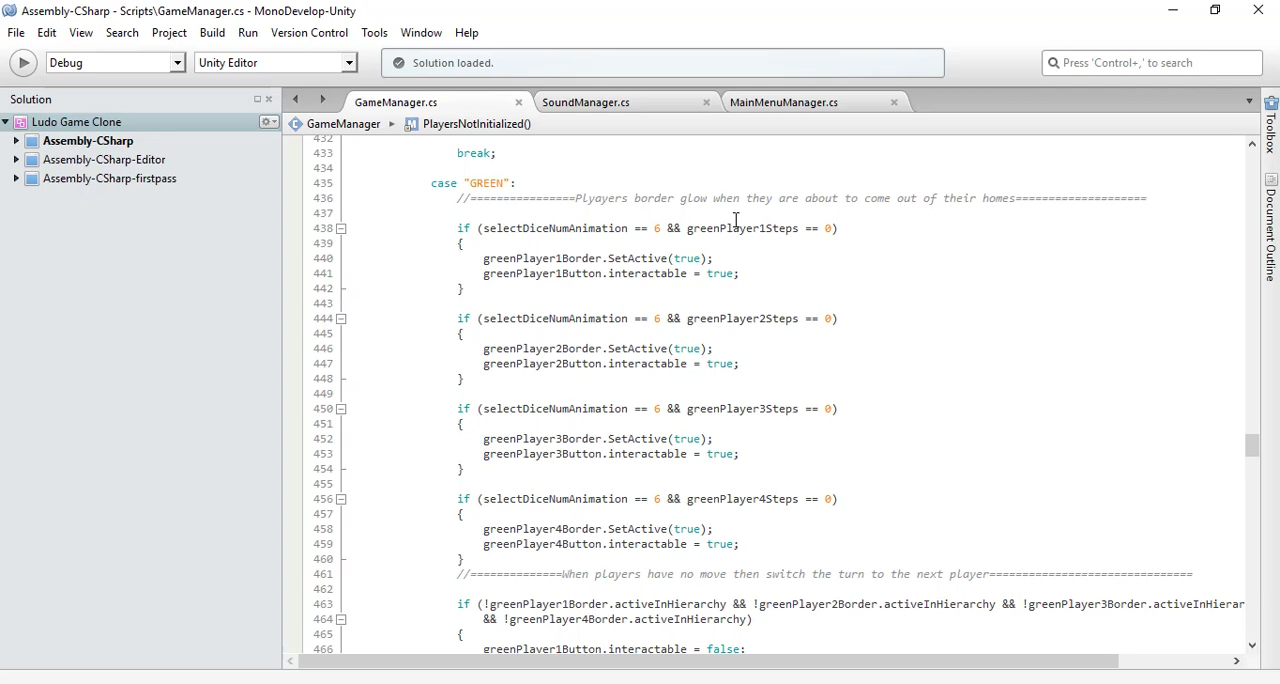 Assembly-CSharp - Scripts\GameManager.cs - MonoDevelop-Unity
File Edit View Search Project Build Run Version Control Tools Window Help
Debug Unity Editor Solution loaded. Press 'Control+,' to search
Solution GameManager.cs SoundManager.cs MainMenuManager.cs
Ludo Game Clone GameManager PlayersNotInitialized()
Assembly-CSharp
Assembly-CSharp-Editor
Assembly-CSharp-firstpass
Toolbox
Document Outline
432
433 break;
434
435 case "GREEN":
436 //================Plyayers border glow when they are about to come out of their homes====================
437
438 if (selectDiceNumAnimation == 6 && greenPlayer1Steps == 0)
439 {
440 greenPlayer1Border.SetActive(true);
441 greenPlayer1Button.interactable = true;
442 }
443
444 if (selectDiceNumAnimation == 6 && greenPlayer2Steps == 0)
445 {
446 greenPlayer2Border.SetActive(true);
447 greenPlayer2Button.interactable = true;
448 }
449
450 if (selectDiceNumAnimation == 6 && greenPlayer3Steps == 0)
451 {
452 greenPlayer3Border.SetActive(true);
453 greenPlayer3Button.interactable = true;
454 }
455
456 if (selectDiceNumAnimation == 6 && greenPlayer4Steps == 0)
457 {
458 greenPlayer4Border.SetActive(true);
459 greenPlayer4Button.interactable = true;
460 }
461 //==============When players have no move then switch the turn to the next player===============================
462
463 if (!greenPlayer1Border.activeInHierarchy && !greenPlayer2Border.activeInHierarchy && !greenPlayer3Border.activeInHierar
464 && !greenPlayer4Border.activeInHierarchy)
465 {
466 greenPlayer1Button.interactable = false;